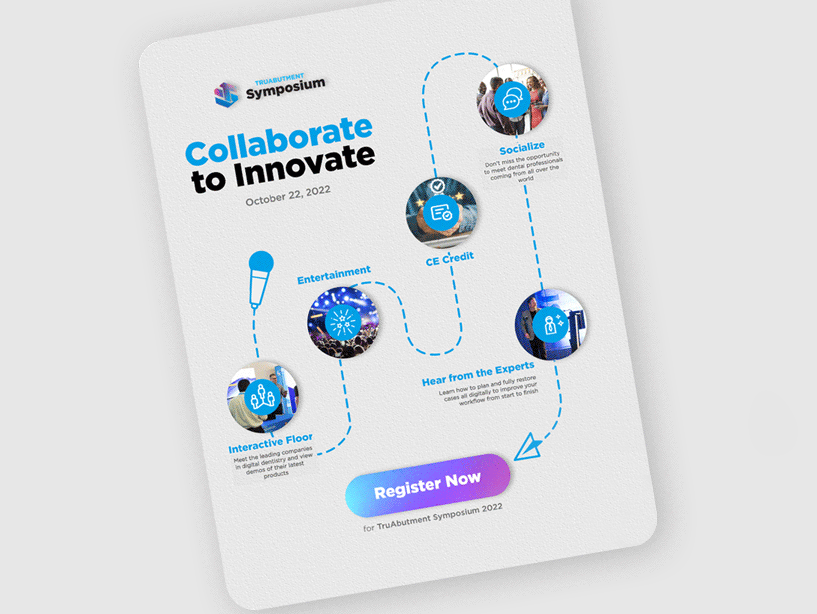 TRUABUTMENT
Symposium
Collaborate
to Innovate
October 22, 2022
Socialize
Don't miss the opportunity
to meet dental professionals
coming from all over the
world
CE Credit
Entertainment
Hear from the Experts
Learn how to plan and fully restore
cases all digitally to improve your
workflow from start to finish
Interactive Floor
Meet the leading companies
in digital dentistry and view
demos of their latest
products
Register Now
for TruAbutment Symposium 2022